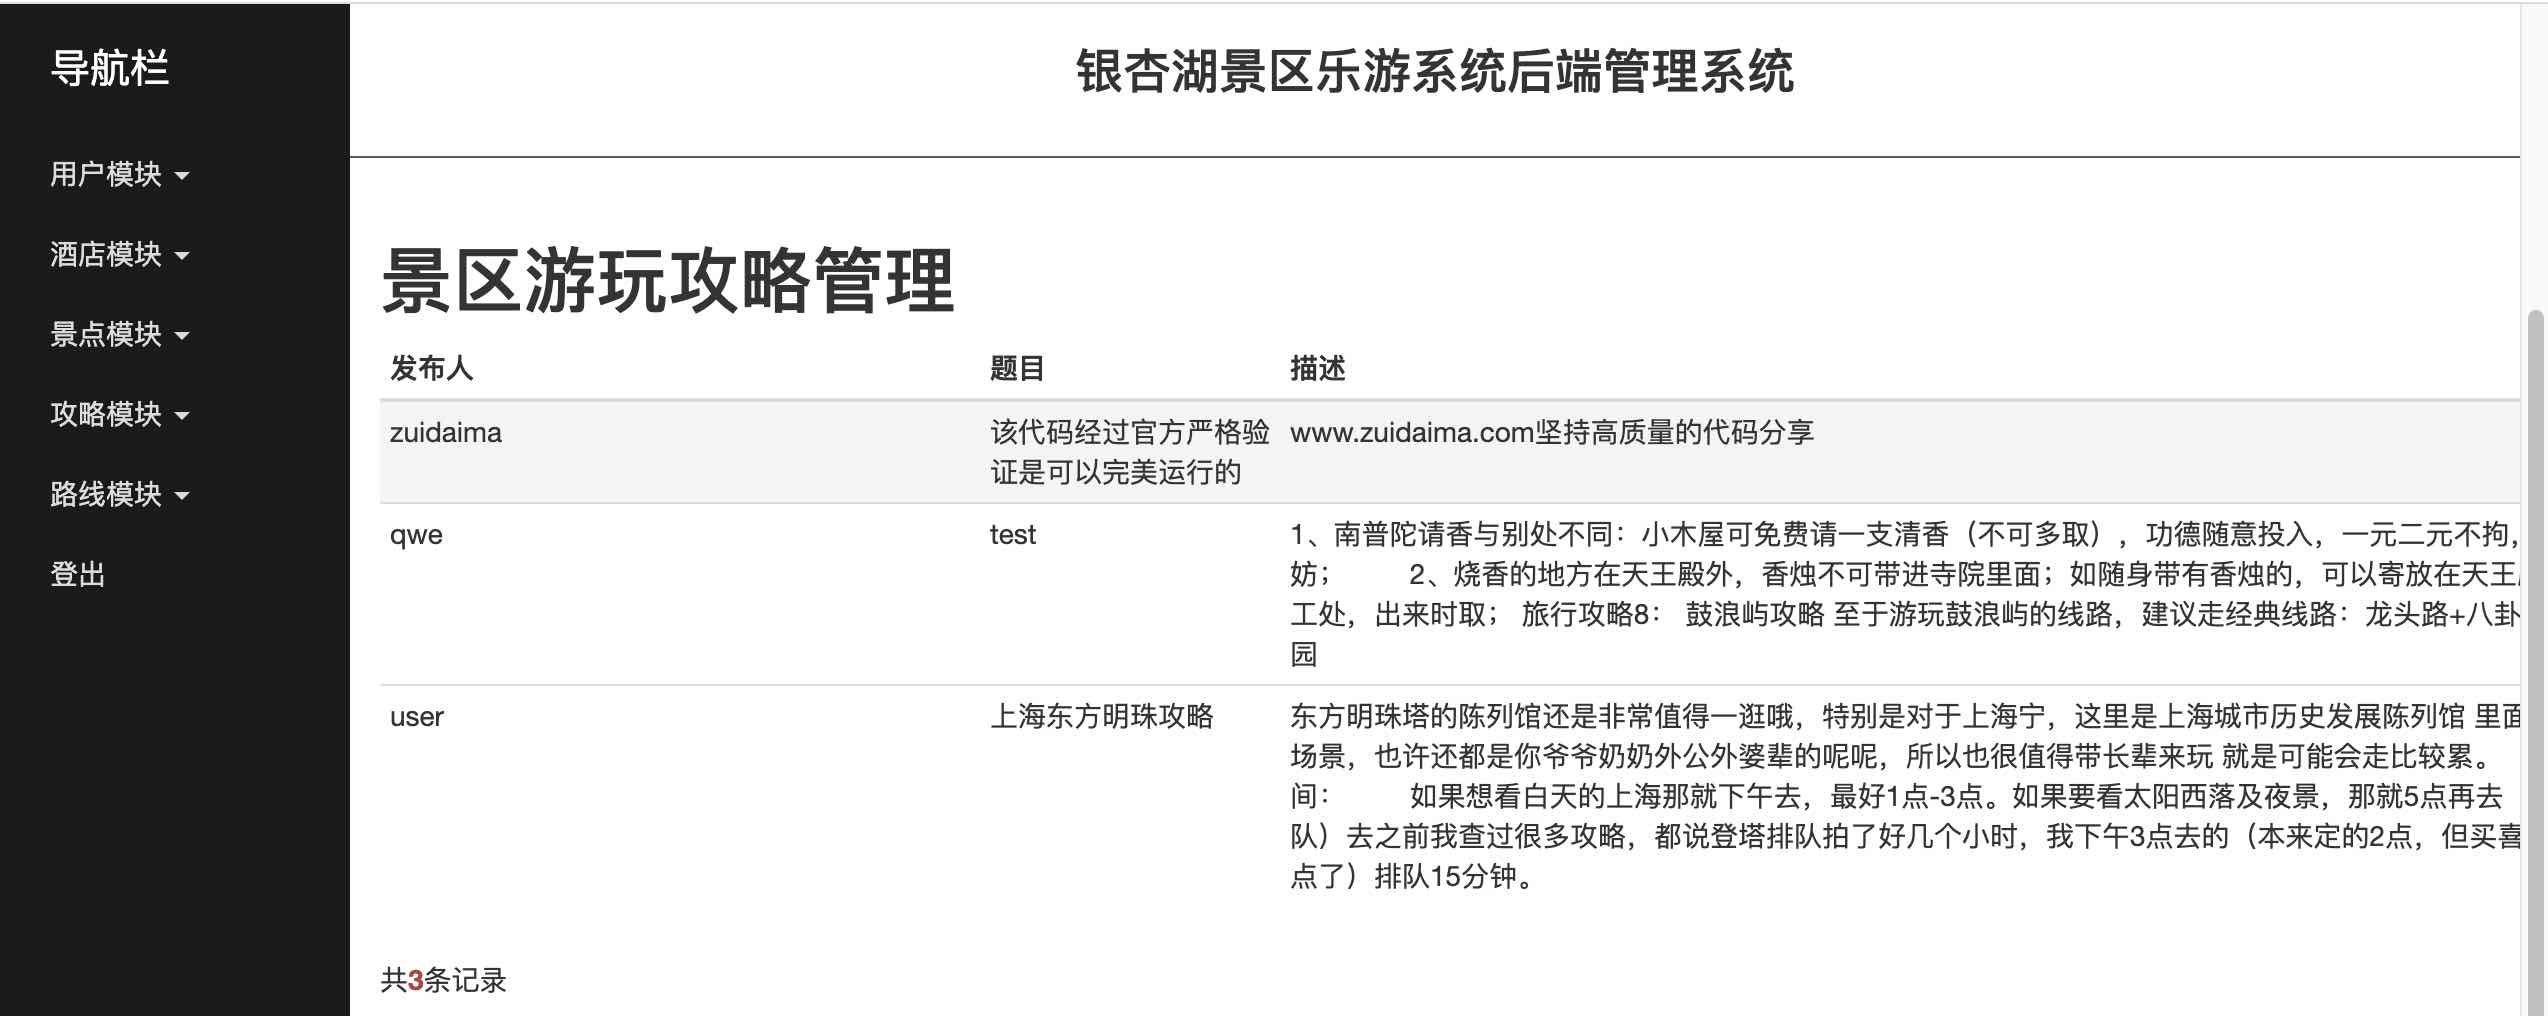 导航栏
用户模块
酒店模块
景点模块
攻略模块
路线模块
登出
银杏湖景区乐游系统后端管理系统
景区游玩攻略管理
发布人 题目 描述
zuidaima 该代码经过官方严格验 www.zuidaima.com坚持高质量的代码分享
证是可以完美运行的
qwe test 1、南普陀请香与别处不同：小木屋可免费请一支清香（不可多取），功德随意投入，一元二元不拘，
妨； 2、烧香的地方在天王殿外，香烛不可带进寺院里面；如随身带有香烛的，可以寄放在天王
工处，出来时取； 旅行攻略8： 鼓浪屿攻略 至于游玩鼓浪屿的线路，建议走经典线路：龙头路+八卦
园
user 上海东方明珠攻略 东方明珠塔的陈列馆还是非常值得一逛哦，特别是对于上海宁，这里是上海城市历史发展陈列馆 里面
场景，也许还都是你爷爷奶奶外公外婆辈的呢呢，所以也很值得带长辈来玩 就是可能会走比较累。
间： 如果想看白天的上海那就下午去，最好1点-3点。如果要看太阳西落及夜景，那就5点再去
队）去之前我查过很多攻略，都说登塔排队拍了好几个小时，我下午3点去的（本来定的2点，但买喜
点了）排队15分钟。
共3条记录